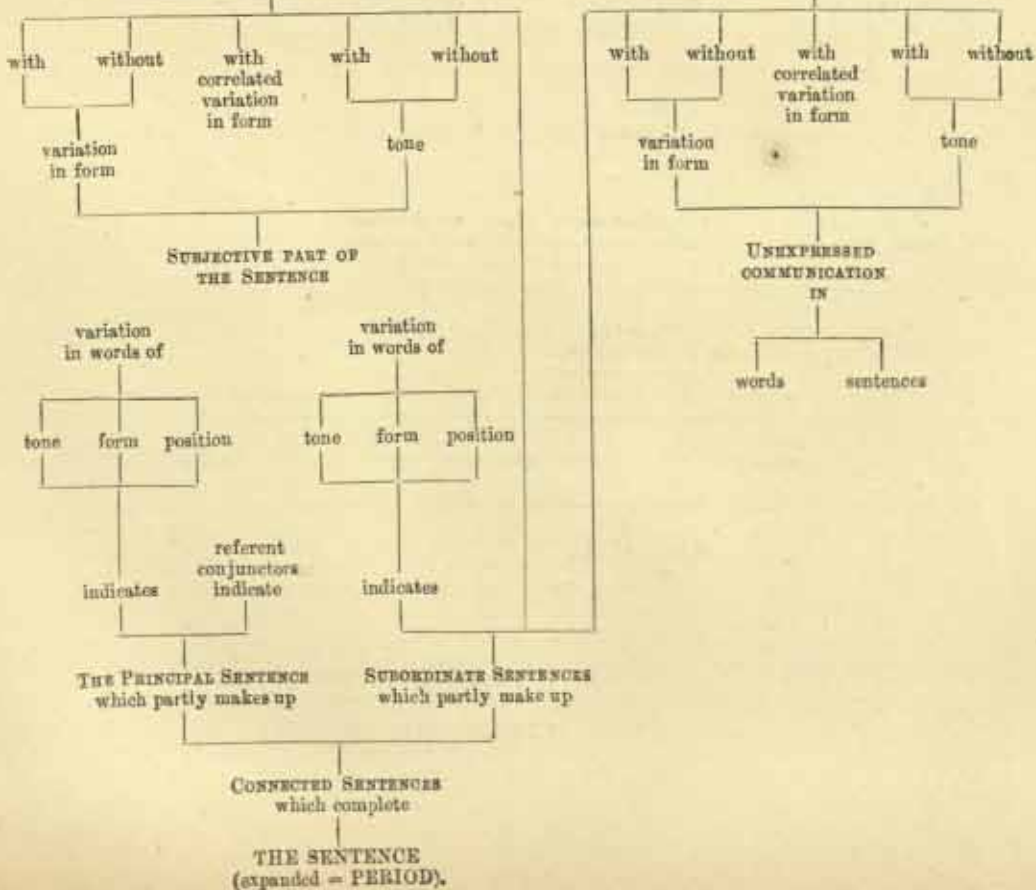 with without with with without
correlated
variation
in form
variation
in form
tone
SUBJECTIVE PART OF
THE SENTENCE
with without with with without
correlated
variation
in form
variation
in form
tone
UNEXPRESSED
COMMUNICATION
IN
words sentences
variation
in words of
tone form position
indicates
referent
conjunctors
indicate
variation
in words of
tone form position
indicates
THE PRINCIPAL SENTENCE
which partly makes up
SUBORDINATE SENTENCES
which partly make up
CONNECTED SENTENCES
which complete
THE SENTENCE
(expanded = PERIOD).